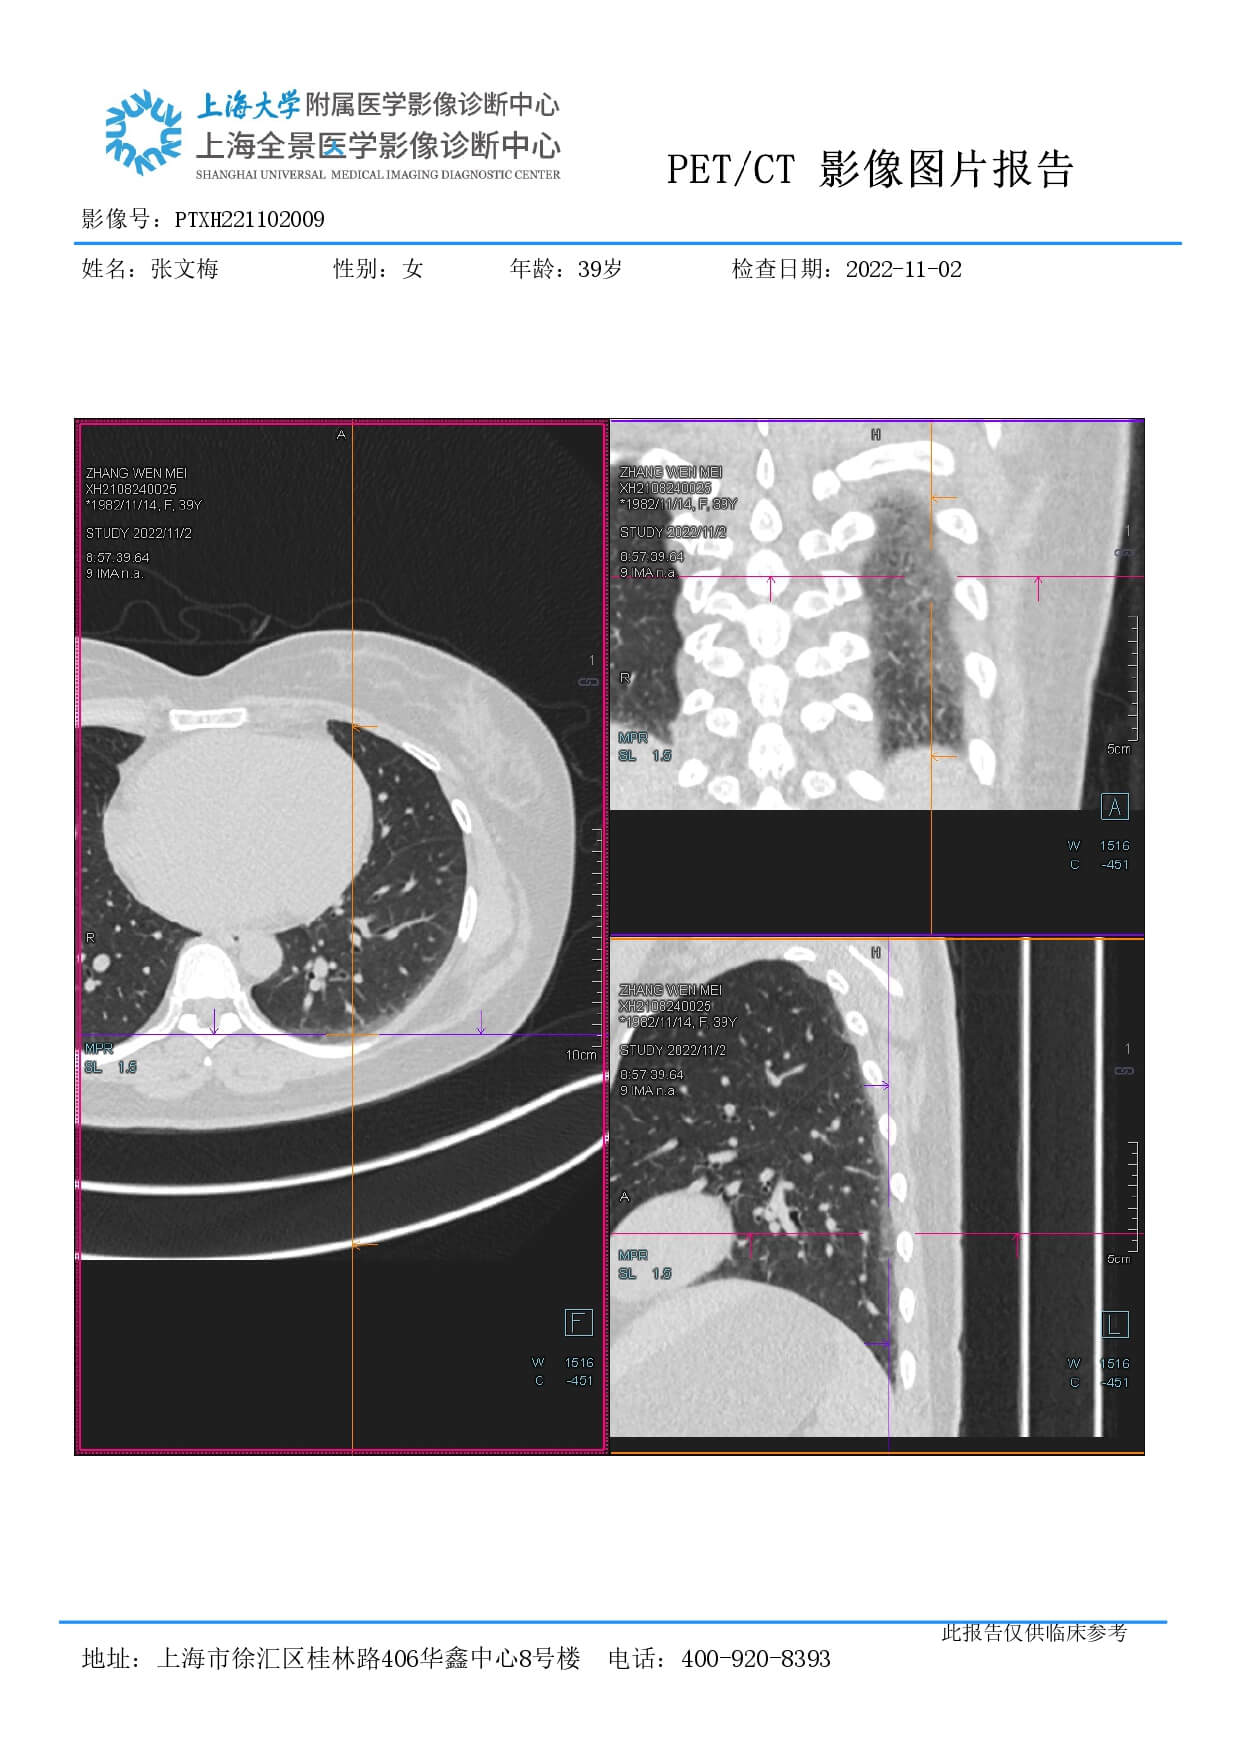 上海大学附属医学影像诊断中心
上海全景医学影像诊断中心
SHANGHAI UNIVERSAL MEDICAL IMAGING DIAGNOSTIC CENTER
PET/CT 影像图片报告
影像号：PTXH221102009
姓名：张文梅 性别：女 年龄：39岁 检查日期：2022-11-02
A
ZHANG WEN MEI
XH2108240025
*1982/11/14, F, 39Y
STUDY 2022/11/2
8:57:39.64
9 IMA n.a.
1
R
MPR
SL 1.5
10cm
F
W 1516
C -451
H
ZHANG WEN MEI
XH2108240025
*1982/11/14, F, 39Y
STUDY 2022/11/2
8:57:39.64
9 IMA n.a.
1
R
MPR
SL 1.5
5cm
A
W 1516
C -451
H
ZHANG WEN MEI
XH2108240025
*1982/11/14, F, 39Y
STUDY 2022/11/2
8:57:39.64
9 IMA n.a.
1
A
MPR
SL 1.5
5cm
L
W 1516
C -451
此报告仅供临床参考
地址：上海市徐汇区桂林路406华鑫中心8号楼 电话：400-920-8393